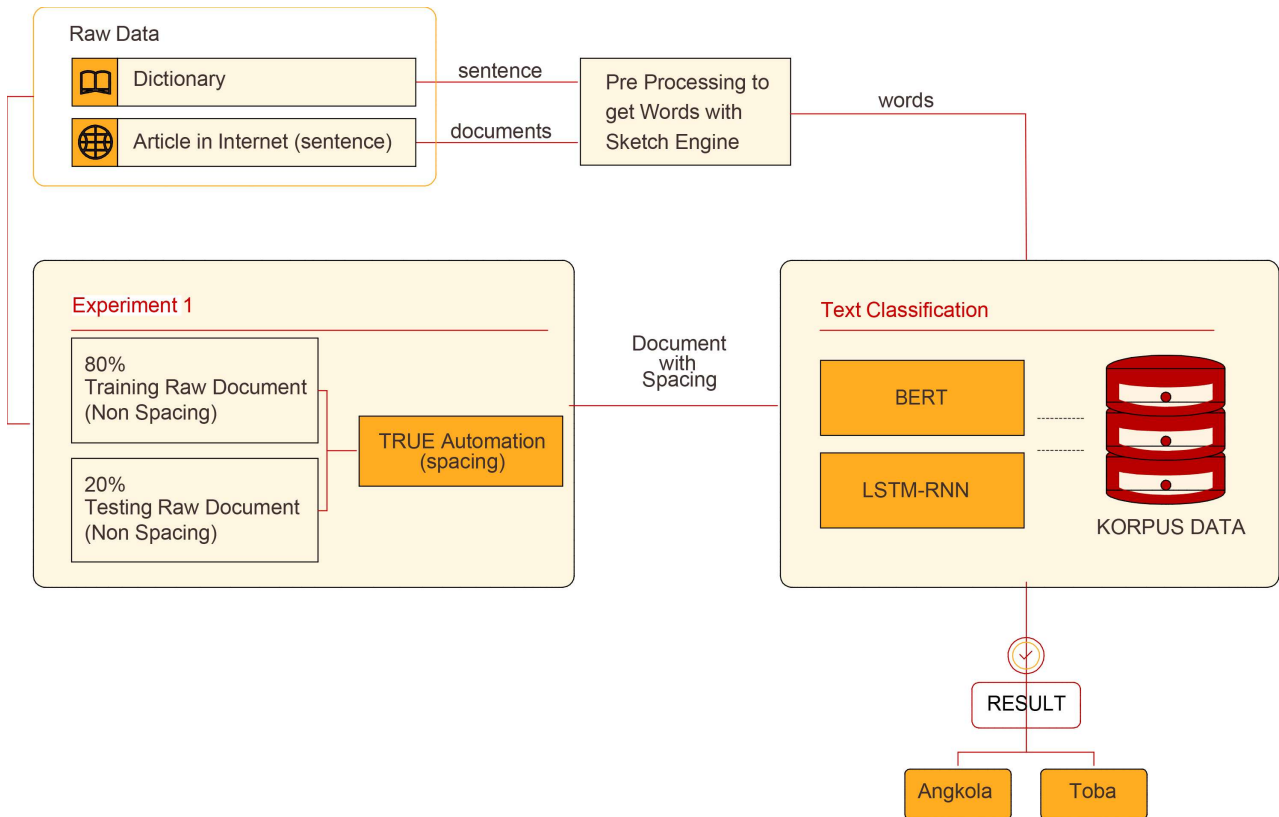 Raw Data
Dictionary
Article in Internet (sentence)
sentence
documents
Pre Processing to
get Words with
Sketch Engine
words
Experiment 1
80%
Training Raw Document
(Non Spacing)
20%
Testing Raw Document
(Non Spacing)
TRUE Automation
(spacing)
Document
with
Spacing
Text Classification
BERT
LSTM-RNN
KORPUS DATA
RESULT
Angkola
Toba